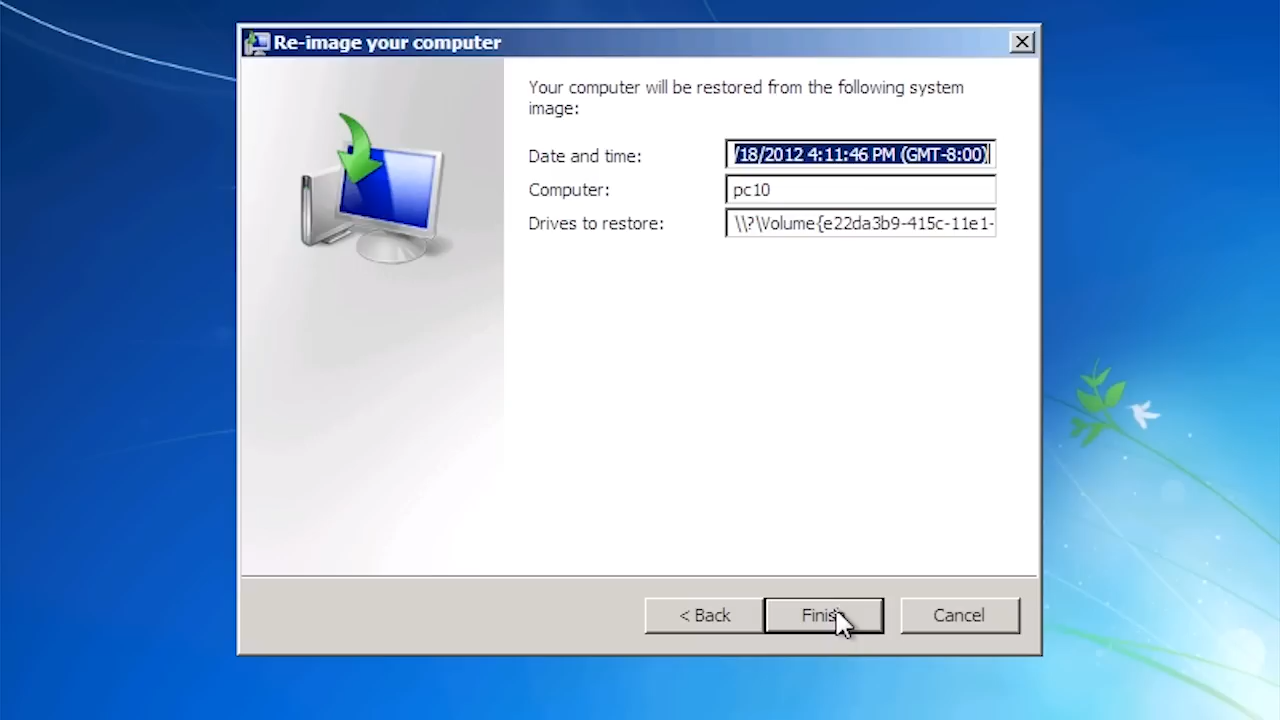 Re-image your computer
Your computer will be restored from the following system
image:
Date and time: /18/2012 4:11:46 PM (GMT-8:00)
Computer: pc10
Drives to restore: \\?\Volume{e22da3b9-415c-11e1-
< Back Finish Cancel